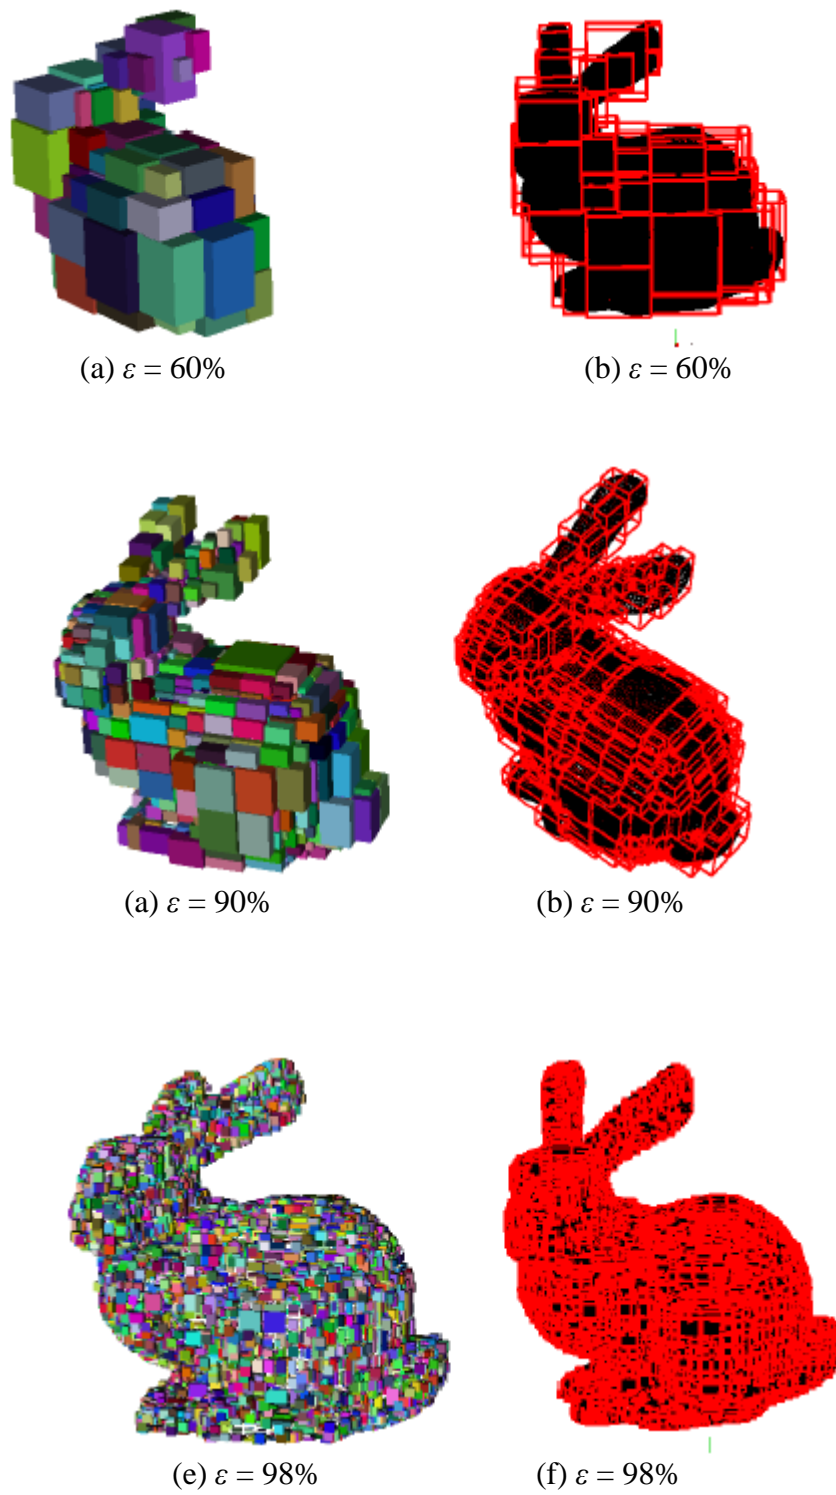 (a) ε = 60% (b) ε = 60%
(a) ε = 90% (b) ε = 90%
(e) ε = 98% (f) ε = 98%